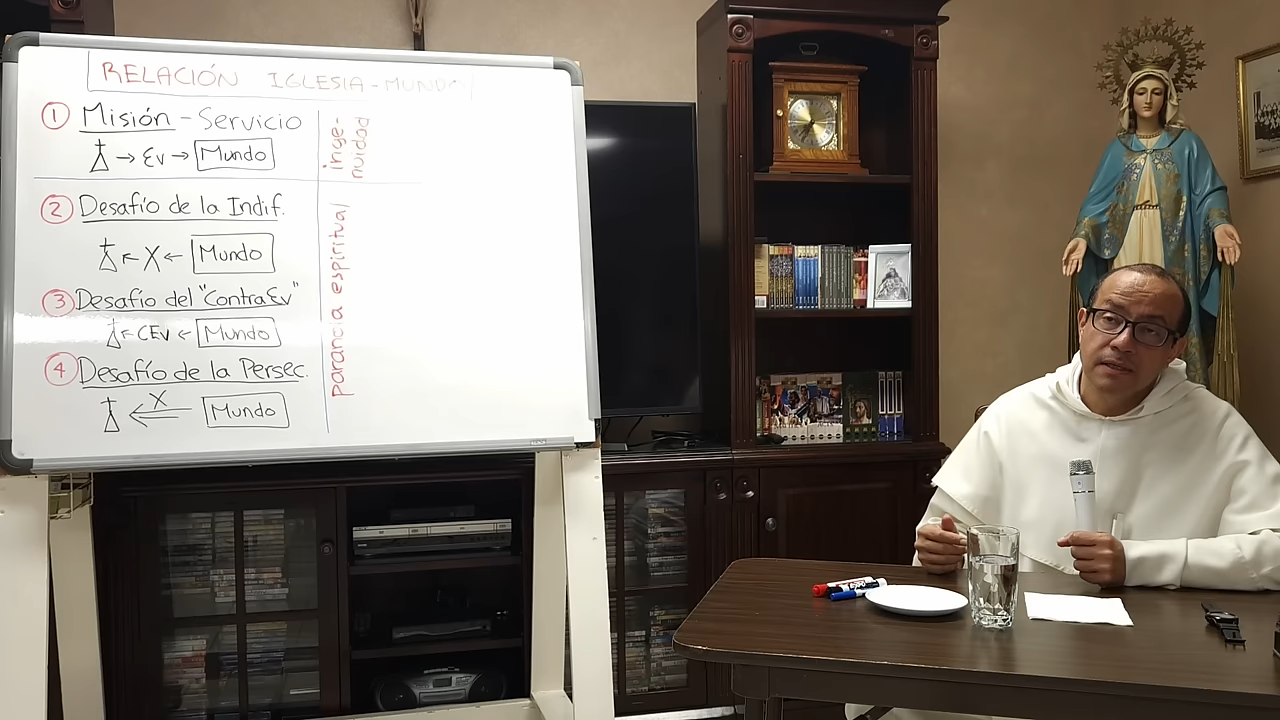 RELACIÓN IGLESIA-MUNDO
① Misión - Servicio
→ Ev → Mundo
inge-
nuidad
② Desafío de la Indif.
← X ← Mundo
③ Desafío del "ContraEv"
← CEv ← Mundo
④ Desafío de la Persec.
X
Mundo
paranoia espiritual